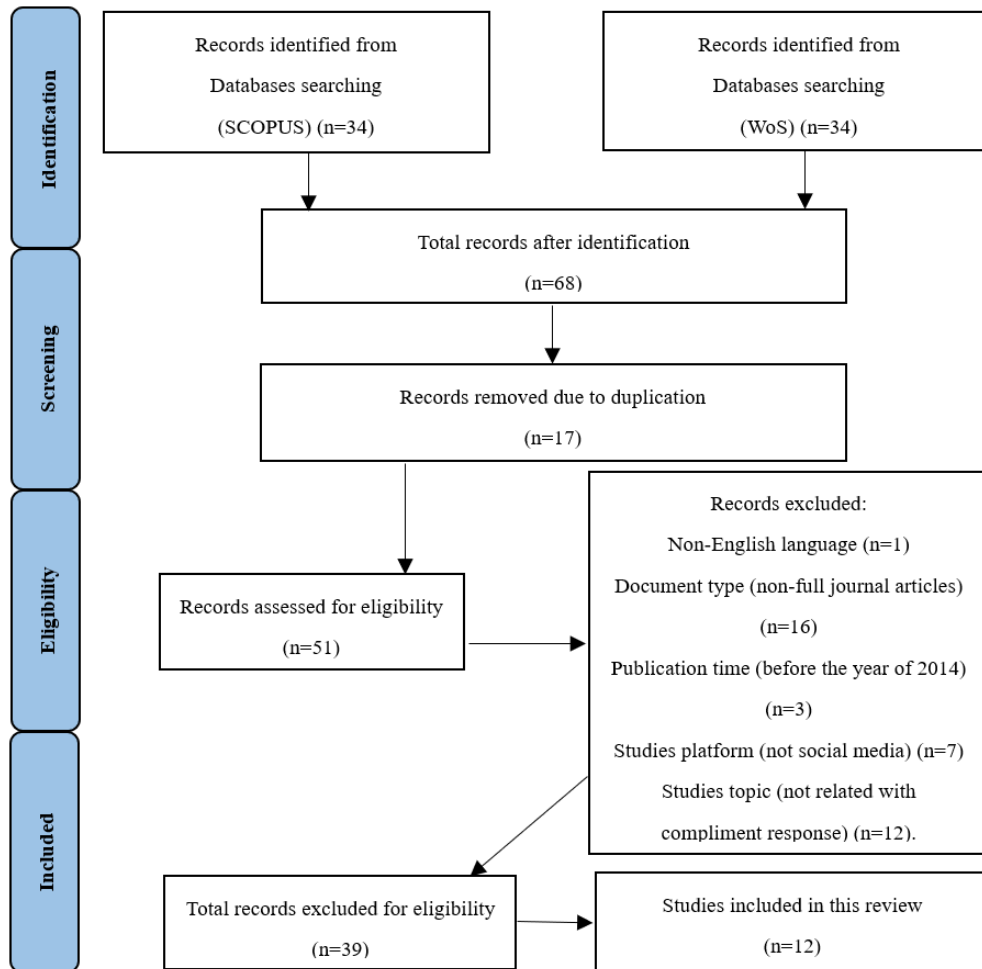 Identification
Records identified from
Databases searching
(SCOPUS) (n=34)
Records identified from
Databases searching
(WoS) (n=34)
Total records after identification
(n=68)
Screening
Records removed due to duplication
(n=17)
Eligibility
Records assessed for eligibility
(n=51)
Records excluded:
Non-English language (n=1)
Document type (non-full journal articles)
(n=16)
Publication time (before the year of 2014)
(n=3)
Studies platform (not social media) (n=7)
Studies topic (not related with
compliment response) (n=12).
Included
Total records excluded for eligibility
(n=39)
Studies included in this review
(n=12)